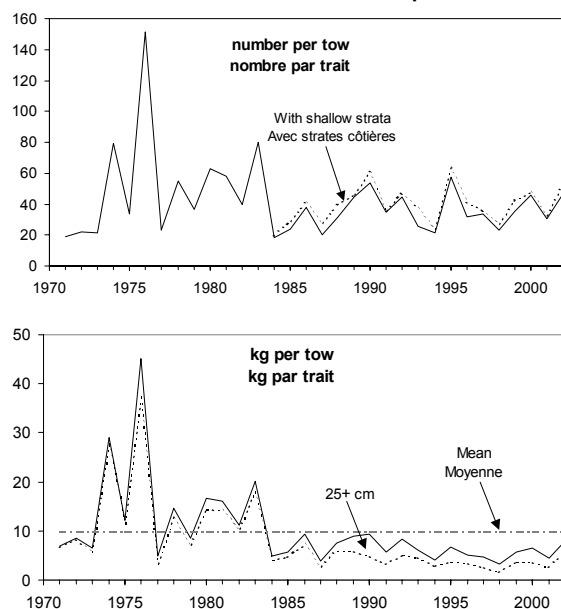 number per tow
nombre par trait
With shallow strata
Avec strates côtières
160
140
120
100
80
60
40
20
0
1970 1975 1980 1985 1990 1995 2000
kg per tow
kg par trait
Mean
Moyenne
25+ cm
50
40
30
20
10
0
1970 1975 1980 1985 1990 1995 2000